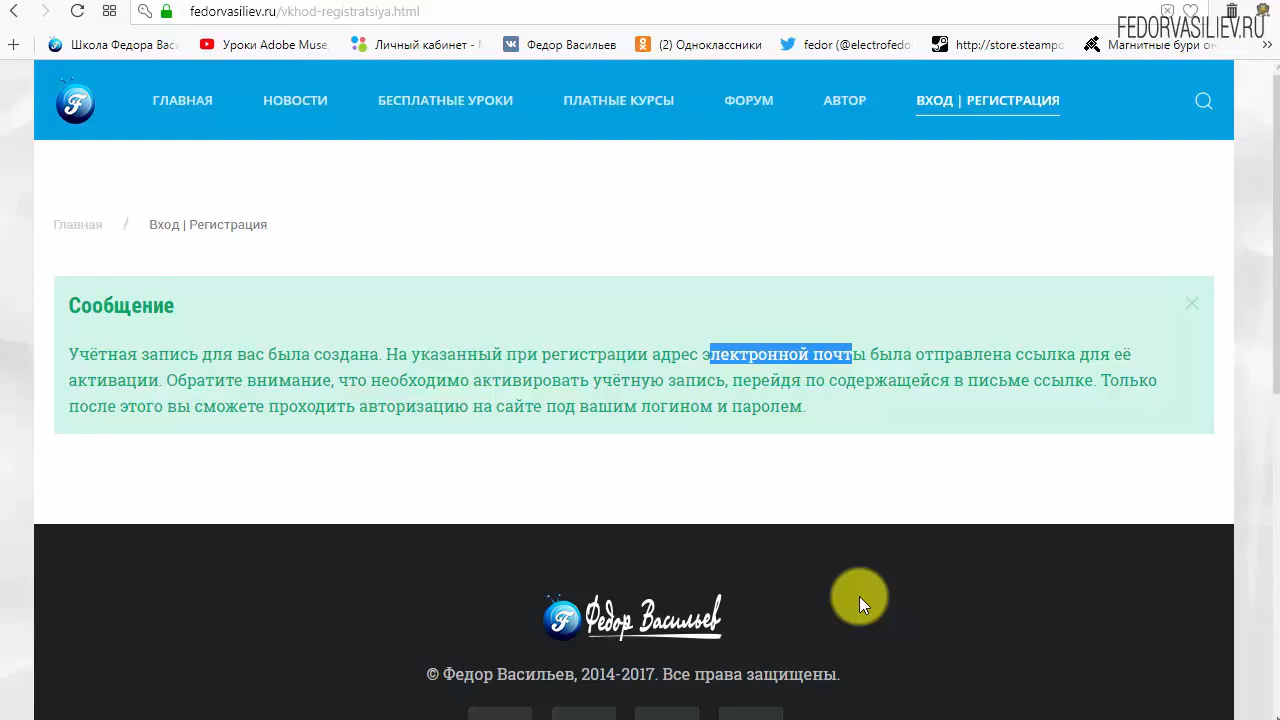 fedorvasiliev.ru/vkhod-registratsiya.html
FEDORVASILIEV.RU
Школа Федора Васи
Уроки Adobe Muse,
Личный кабинет -
Федор Васильев
(2) Одноклассники
fedor (@electrofedo
http://store.steampo
Магнитные бури он
ГЛАВНАЯ
НОВОСТИ
БЕСПЛАТНЫЕ УРОКИ
ПЛАТНЫЕ КУРСЫ
ФОРУМ
АВТОР
ВХОД | РЕГИСТРАЦИЯ
Главная / Вход | Регистрация
Сообщение
Учётная запись для вас была создана. На указанный при регистрации адрес электронной почты была отправлена ссылка для её
активации. Обратите внимание, что необходимо активировать учётную запись, перейдя по содержащейся в письме ссылке. Только
после этого вы сможете проходить авторизацию на сайте под вашим логином и паролем.
Федор Васильев
© Федор Васильев, 2014-2017. Все права защищены.